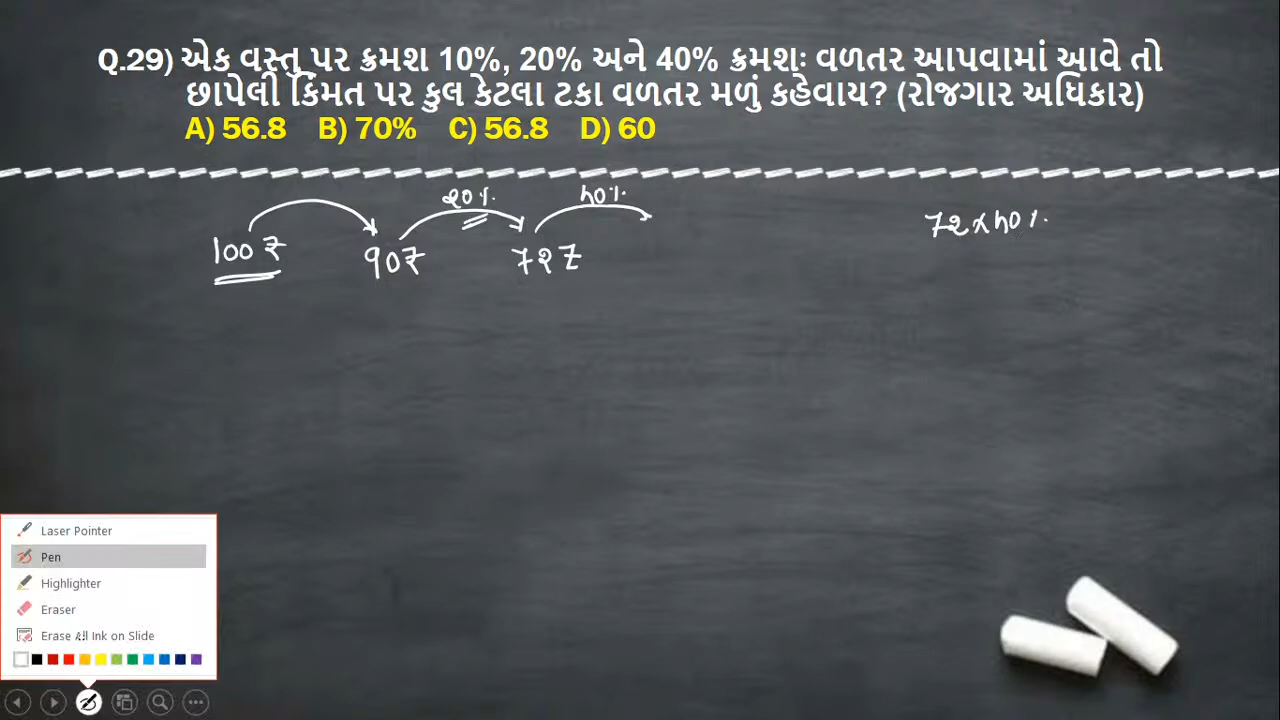 Q.29) એક વસ્તુ પર ક્રમશ 10%, 20% અને 40% ક્રમશઃ વળતર આપવામાં આવે તો
છાપેલી કિંમત પર કુલ કેટલા ટકા વળતર મળું કહેવાય? (રોજગાર અધિકાર)
A) 56.8 B) 70% C) 56.8 D) 60
20% 40%
100 ₹ 90₹ 72 ₹
72 x 40%
Laser Pointer
Pen
Highlighter
Eraser
Erase All Ink on Slide